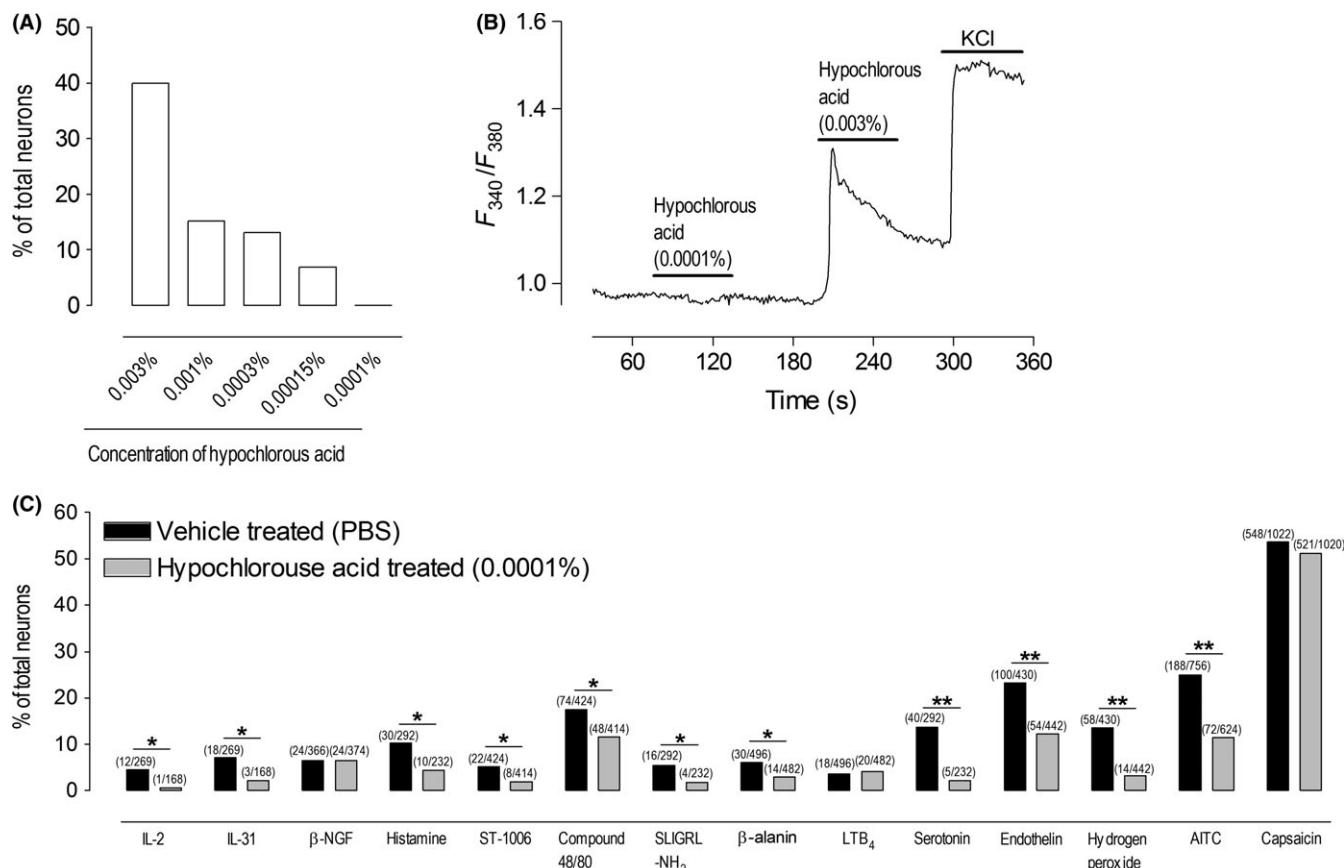 (A)
50
40
30
20
10
0
% of total neurons
0.003%
0.001%
0.0003%
0.00015%
0.0001%
Concentration of hypochlorous acid
(B)
1.6
1.4
1.2
1.0
F340/F380
Hypochlorous
acid
(0.0001%)
Hypochlorous
acid
(0.003%)
KCl
60 120 180 240 300 360
Time (s)
(C)
60
50
40
30
20
10
0
% of total neurons
Vehicle treated (PBS)
Hypochlorouse acid treated (0.0001%)
(12/269) * (1/168)
(18/269) * (3/168)
(24/366) (24/374)
(30/292) * (10/232)
(22/424) * (8/414)
(74/424) * (48/414)
(16/292) * (4/232)
(30/496) * (14/482)
(18/496) (20/482)
(40/292) ** (5/232)
(100/430) ** (54/442)
(58/430) ** (14/442)
(188/756) ** (72/624)
(548/1022) (521/1020)
IL-2
IL-31
β-NGF
Histamine
ST-1006
Compound
48/80
SLIGRL
-NH2
β-alanin
LTB4
Serotonin
Endothelin
Hydrogen
peroxide
AITC
Capsaicin